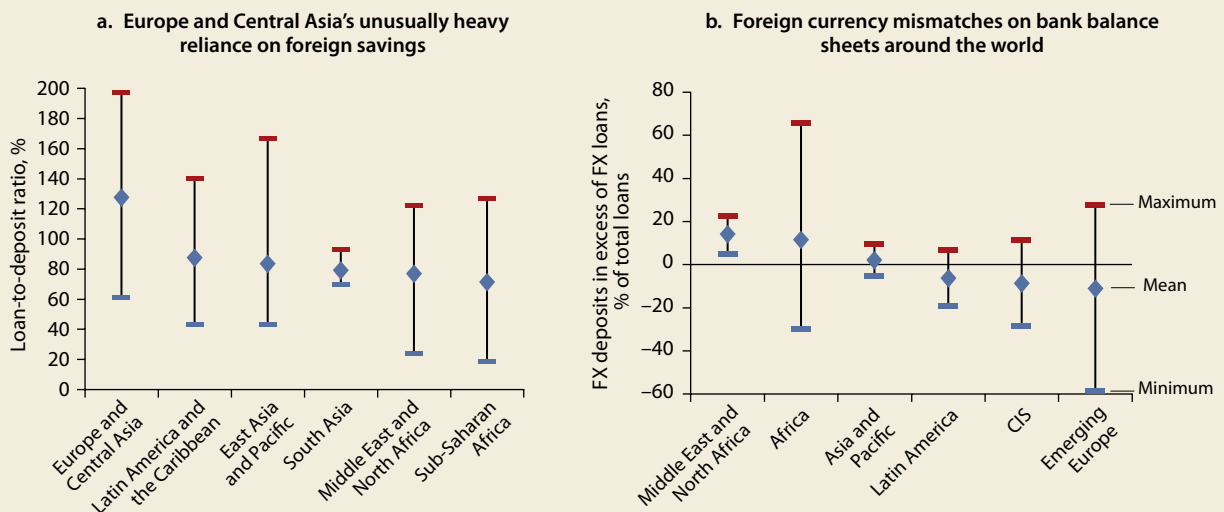 a. Europe and Central Asia’s unusually heavy
reliance on foreign savings
Loan-to-deposit ratio, %
200
180
160
140
120
100
80
60
40
20
0
Europe and
Central Asia
Latin America and
the Caribbean
East Asia
and Pacific
South Asia
Middle East and
North Africa
Sub-Saharan
Africa
b. Foreign currency mismatches on bank balance
sheets around the world
FX deposits in excess of FX loans,
% of total loans
80
60
40
20
0
–20
–40
–60
Maximum
Mean
Minimum
Middle East and
North Africa
Africa
Asia and
Pacific
Latin America
CIS
Emerging
Europe